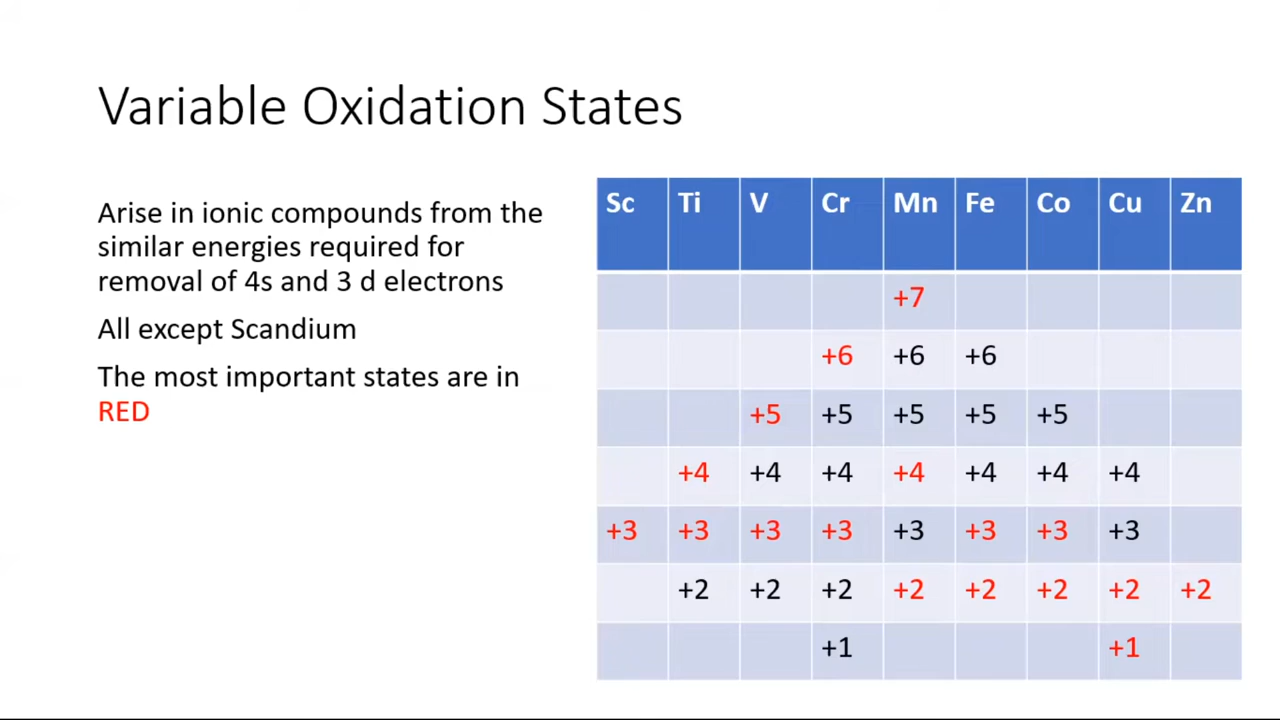 Variable Oxidation States
Arise in ionic compounds from the
similar energies required for
removal of 4s and 3 d electrons
All except Scandium
The most important states are in
RED
Sc Ti V Cr Mn Fe Co Cu Zn
+7
+6 +6 +6
+5 +5 +5 +5 +5
+4 +4 +4 +4 +4 +4 +4
+3 +3 +3 +3 +3 +3 +3 +3
+2 +2 +2 +2 +2 +2 +2 +2
+1 +1